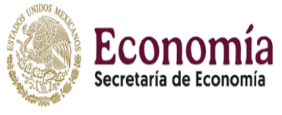 ESTADOS UNIDOS MEXICANOS
Economía
Secretaría de Economía